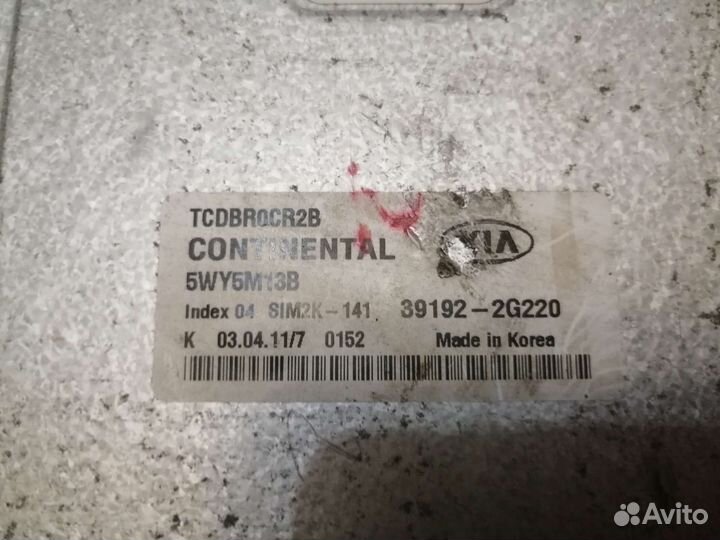 TCDBR0CR2B
CONTINENTAL KIA
5WY5M13B
Index 04 SIM2K-141 39192-2G220
K 03.04.11/7 0152 Made in Korea
Avito